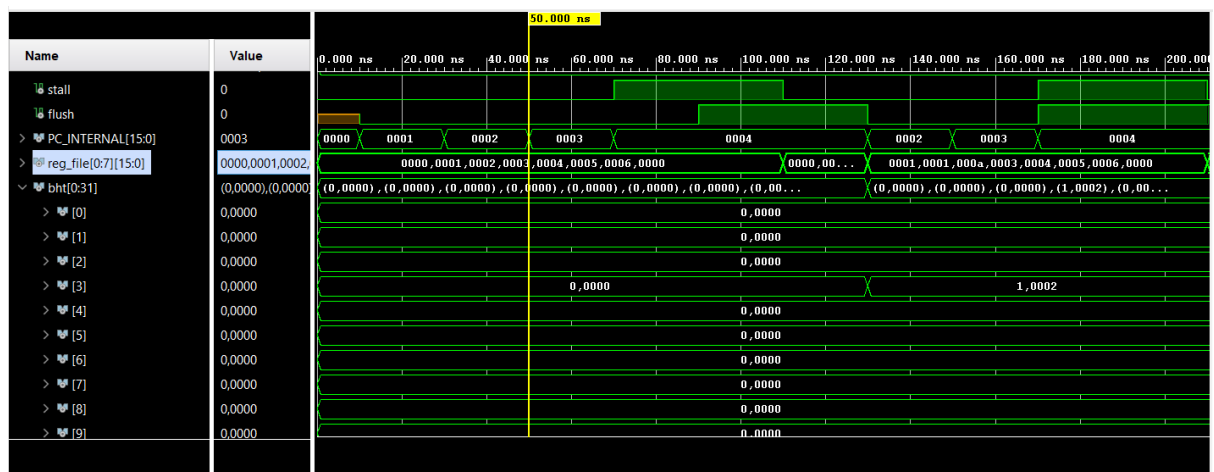 50.000 ns
Name Value 0.000 ns 20.000 ns 40.000 ns 60.000 ns 80.000 ns 100.000 ns 120.000 ns 140.000 ns 160.000 ns 180.000 ns 200.00
stall 0
flush 0
PC_INTERNAL[15:0] 0003 0000 0001 0002 0003 0004 0002 0003 0004
reg_file[0:7][15:0] 0000,0001,0002, 0000,0001,0002,0003,0004,0005,0006,0000 0000,00... 0001,0001,000a,0003,0004,0005,0006,0000
bht[0:31] (0,0000),(0,0000) (0,0000),(0,0000),(0,0000),(0,0000),(0,0000),(0,0000),(0,0000),(0,00... (0,0000),(0,0000),(0,0000),(1,0002),(0,00...
[0] 0,0000 0,0000
[1] 0,0000 0,0000
[2] 0,0000 0,0000
[3] 0,0000 0,0000 1,0002
[4] 0,0000 0,0000
[5] 0,0000 0,0000
[6] 0,0000 0,0000
[7] 0,0000 0,0000
[8] 0,0000 0,0000
[9] 0,0000 0,0000